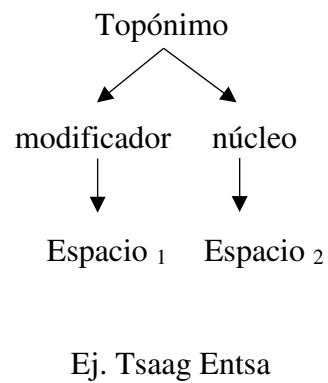 Topónimo
modificador núcleo
Espacio 1 Espacio 2
Ej. Tsaag Entsa